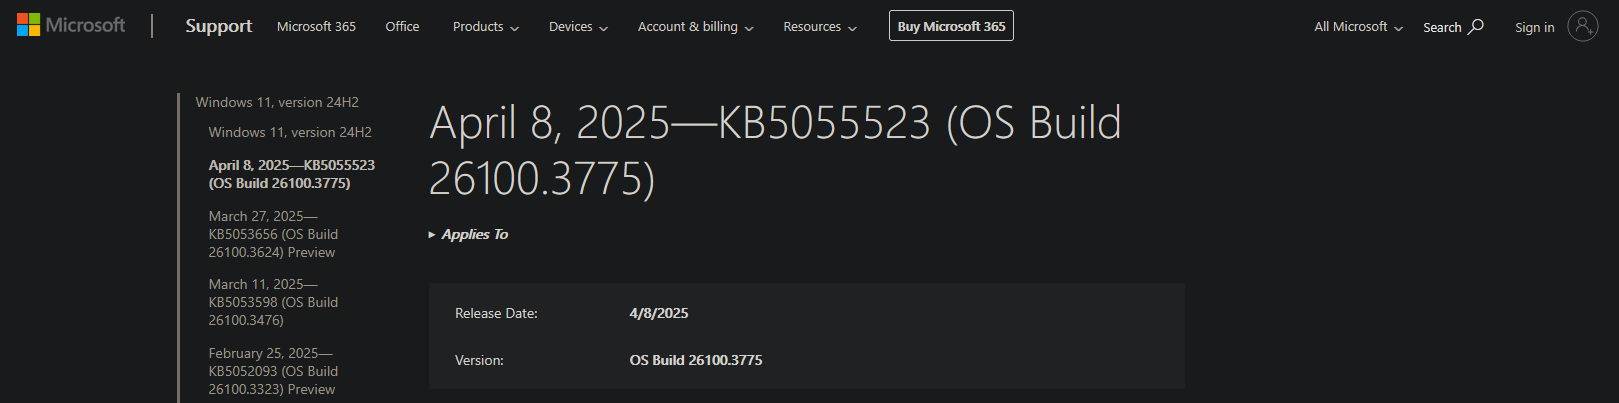 Microsoft
Support
Microsoft 365
Office
Products
Devices
Account & billing
Resources
Buy Microsoft 365
All Microsoft
Search
Sign in
Windows 11, version 24H2
Windows 11, version 24H2
April 8, 2025—KB5055523
(OS Build 26100.3775)
March 27, 2025—
KB5053656 (OS Build
26100.3624) Preview
March 11, 2025—
KB5053598 (OS Build
26100.3476)
February 25, 2025—
KB5052093 (OS Build
26100.3323) Preview
April 8, 2025—KB5055523 (OS Build
26100.3775)
Applies To
Release Date:
4/8/2025
Version:
OS Build 26100.3775